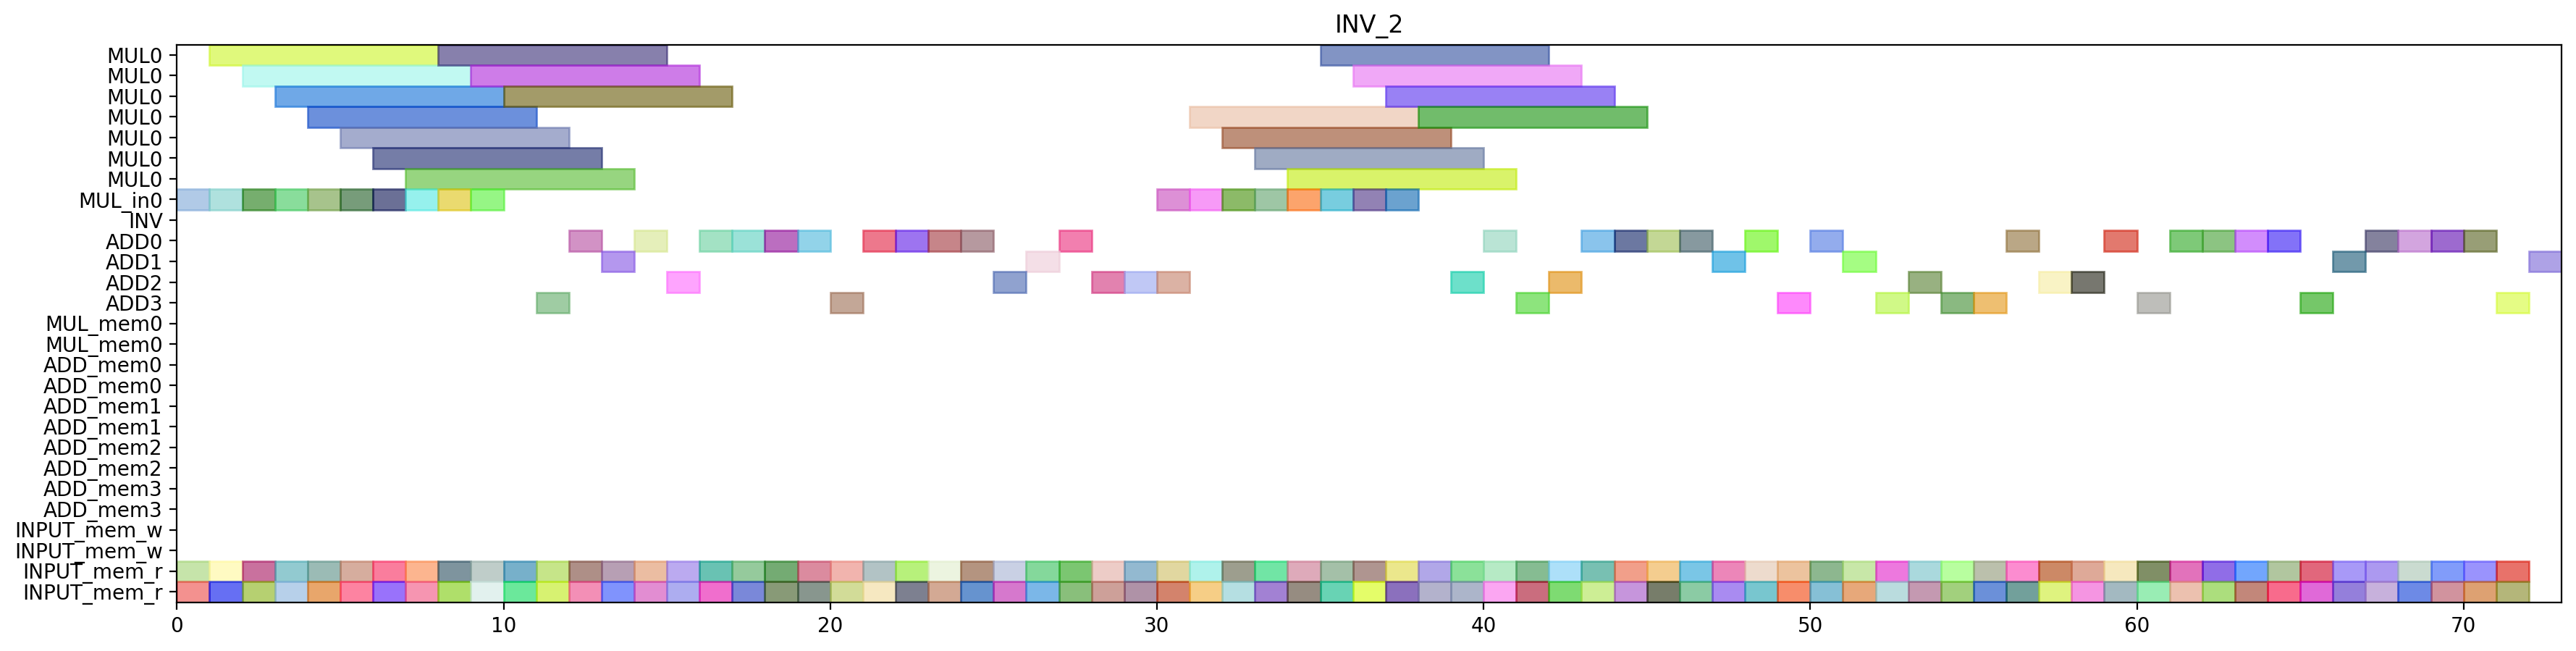 INV_2
MUL0
MUL0
MUL0
MUL0
MUL0
MUL0
MUL0
MUL_in0
INV
ADD0
ADD1
ADD2
ADD3
MUL_mem0
MUL_mem0
ADD_mem0
ADD_mem0
ADD_mem1
ADD_mem1
ADD_mem2
ADD_mem2
ADD_mem3
ADD_mem3
INPUT_mem_w
INPUT_mem_w
INPUT_mem_r
INPUT_mem_r
0 10 20 30 40 50 60 70